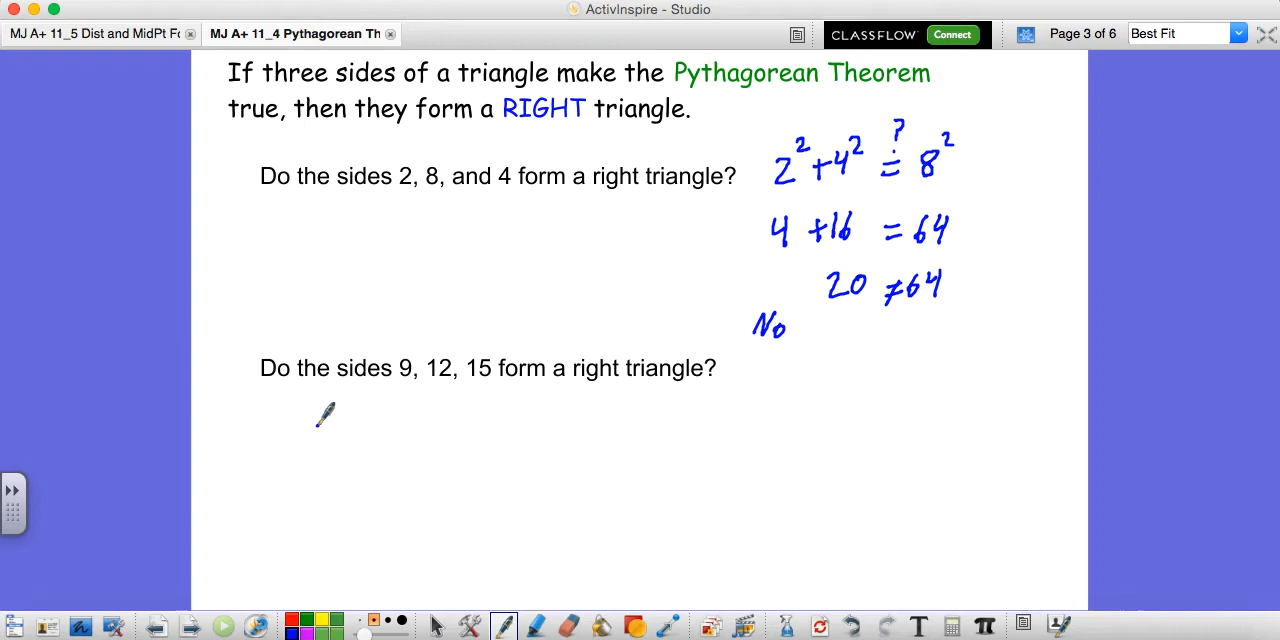 ActivInspire - Studio
MJ A+ 11_5 Dist and MidPt Fo
MJ A+ 11_4 Pythagorean Th
CLASSFLOW Connect
Page 3 of 6
Best Fit
If three sides of a triangle make the Pythagorean Theorem
true, then they form a RIGHT triangle.
2² + 4² ≟ 8²
Do the sides 2, 8, and 4 form a right triangle?
4 + 16 = 64
20 ≠ 64
No
Do the sides 9, 12, 15 form a right triangle?
T
π